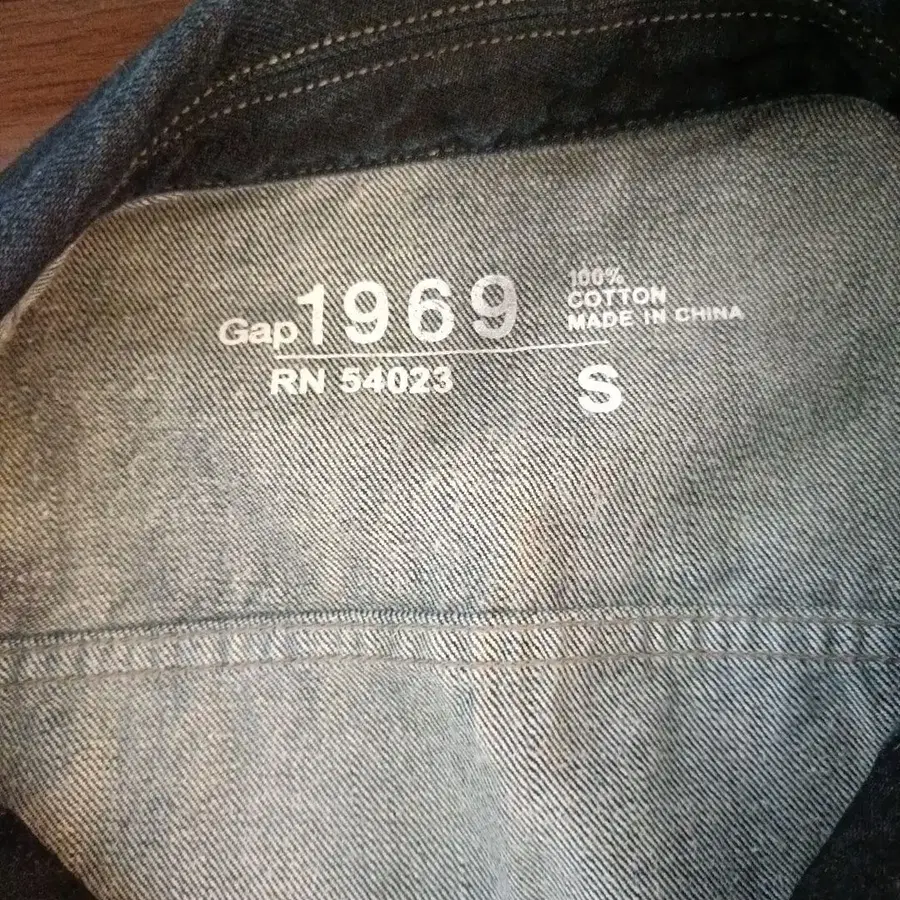 Gap 1969
100%
COTTON
MADE IN CHINA
RN 54023
S